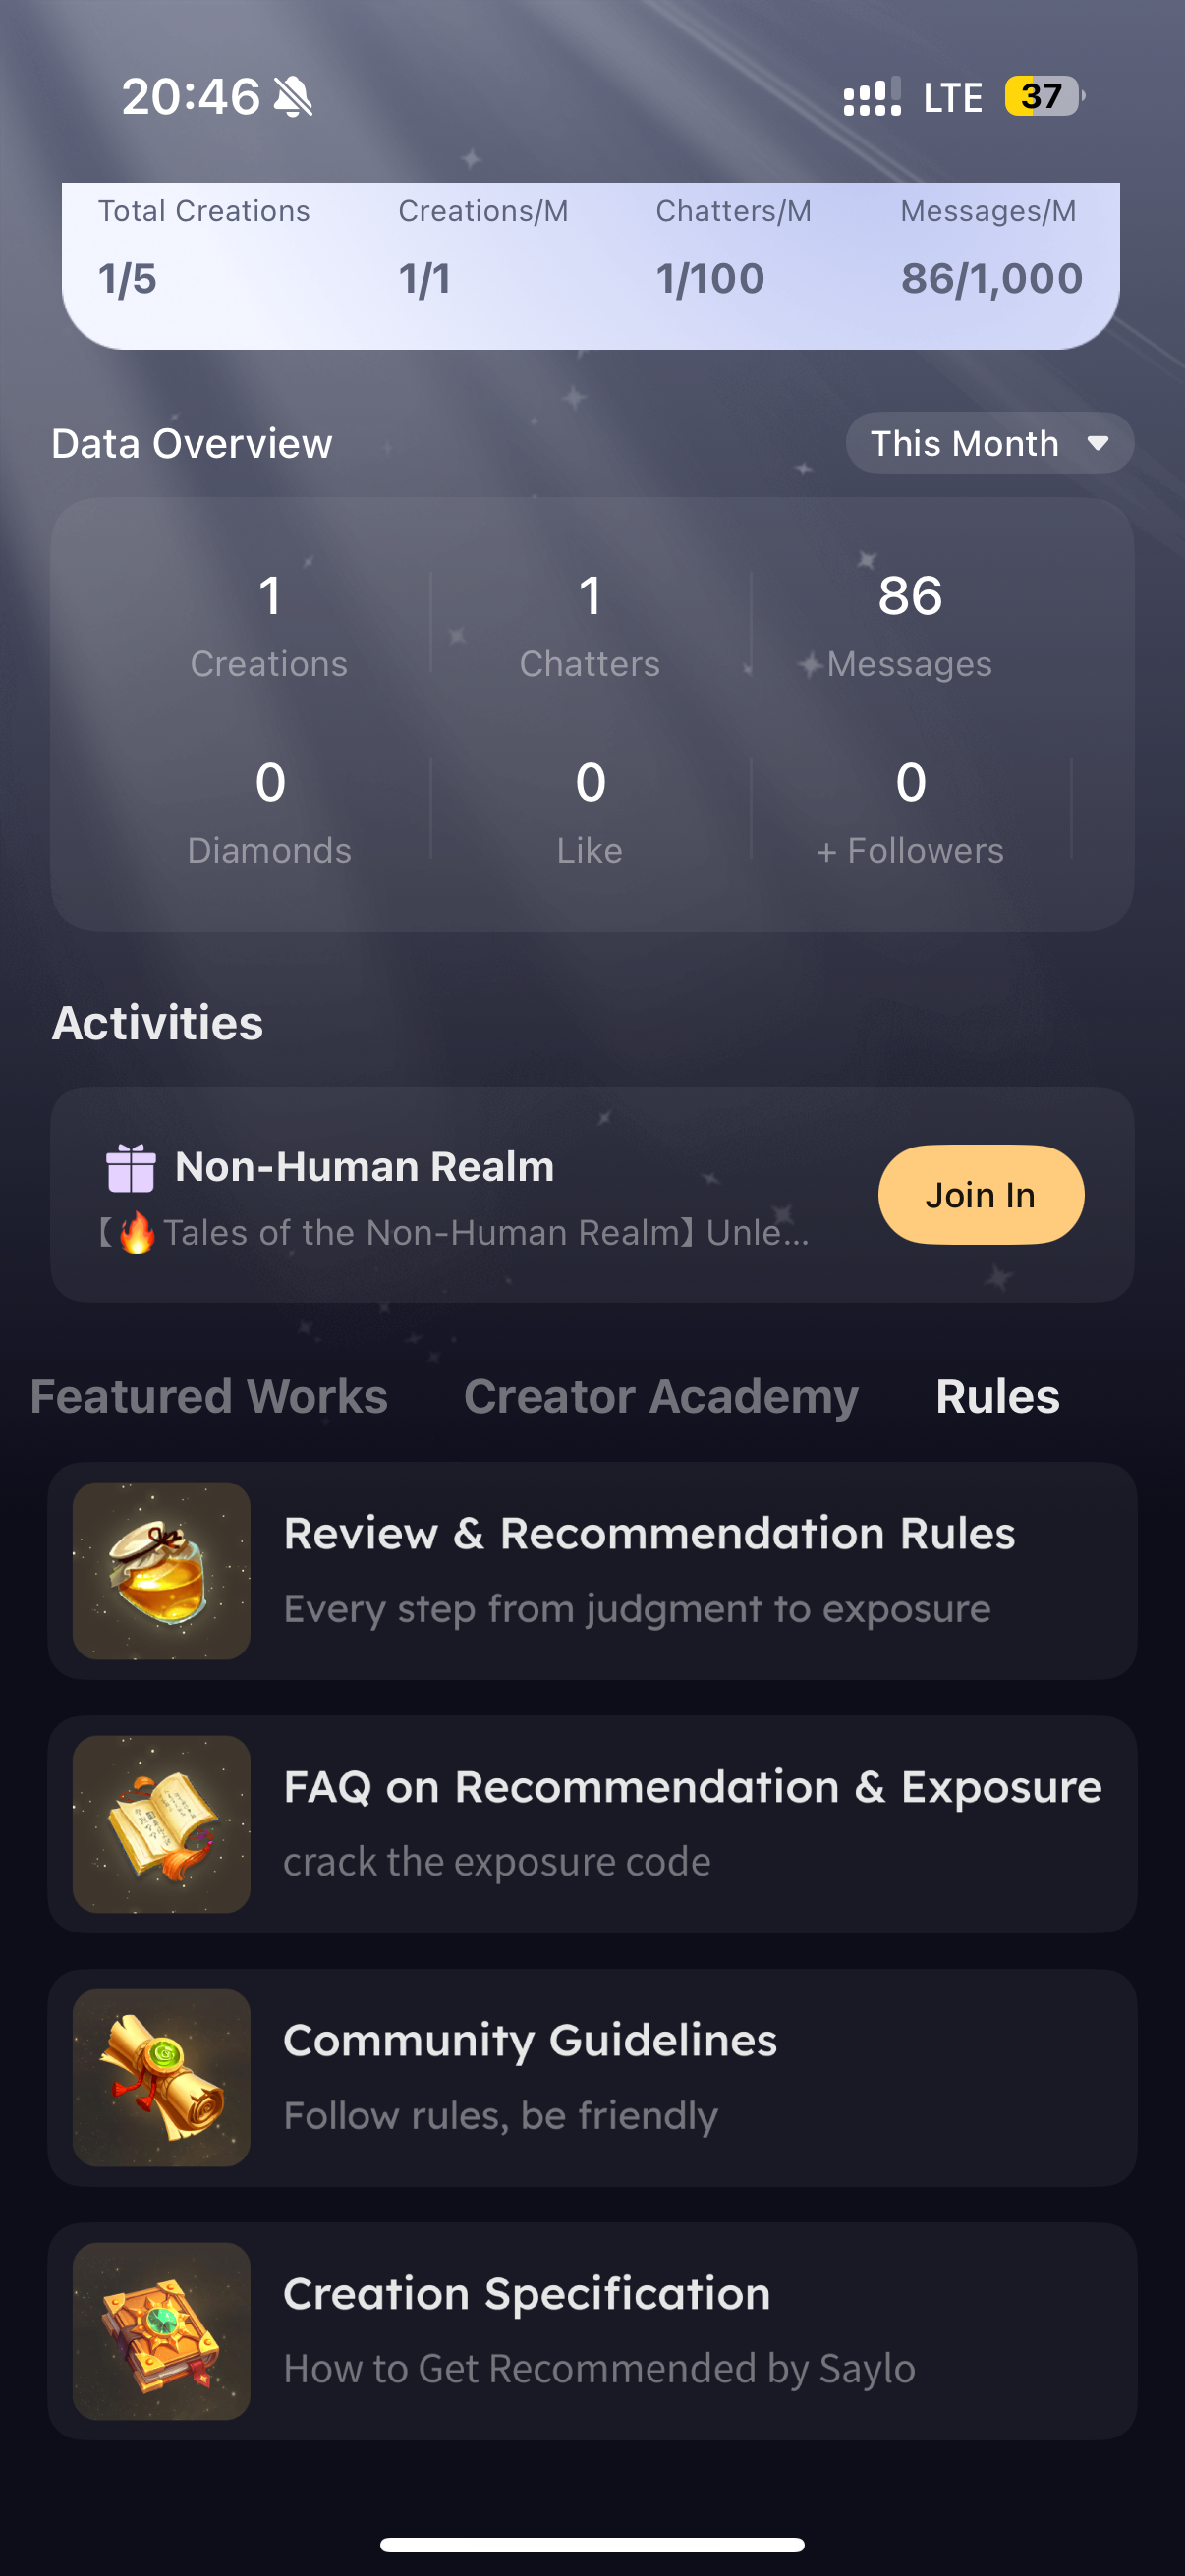 20:46 LTE 37
Total Creations Creations/M Chatters/M Messages/M
1/5 1/1 1/100 86/1,000
Data Overview This Month
1 1 86
Creations Chatters Messages
0 0 0
Diamonds Like + Followers
Activities
Non-Human Realm
【🔥Tales of the Non-Human Realm】Unle...
Join In
Featured Works Creator Academy Rules
Review & Recommendation Rules
Every step from judgment to exposure
FAQ on Recommendation & Exposure
crack the exposure code
Community Guidelines
Follow rules, be friendly
Creation Specification
How to Get Recommended by Saylo